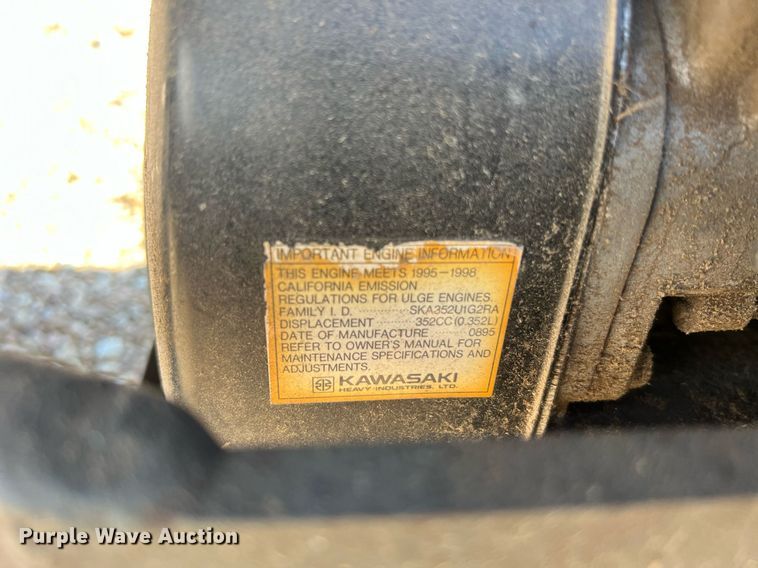 IMPORTANT ENGINE INFORMATION
THIS ENGINE MEETS 1995-1998
CALIFORNIA EMISSION
REGULATIONS FOR ULGE ENGINES.
FAMILY I. D. ············ SKA352U1G2RA
DISPLACEMENT ········ 352CC(0.352L)
DATE OF MANUFACTURE ········ 0895
REFER TO OWNER'S MANUAL FOR
MAINTENANCE SPECIFICATIONS AND
ADJUSTMENTS.
KAWASAKI
HEAVY INDUSTRIES, LTD.
Purple Wave Auction